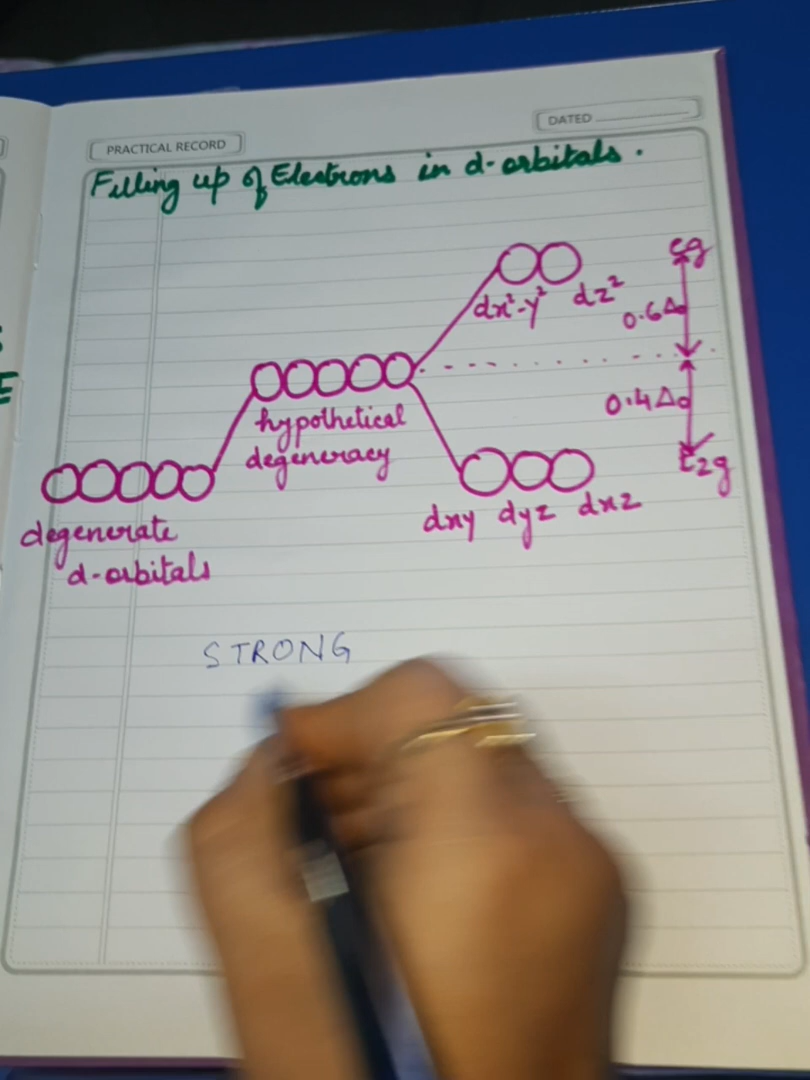 PRACTICAL RECORD
DATED
Filling up of Electrons in d-orbitals.
eg
dx²-y² dz²
0.6Δo
0.4Δo
hypothetical
degeneracy
t2g
dxy dyz dxz
degenerate
d-orbitals
STRONG